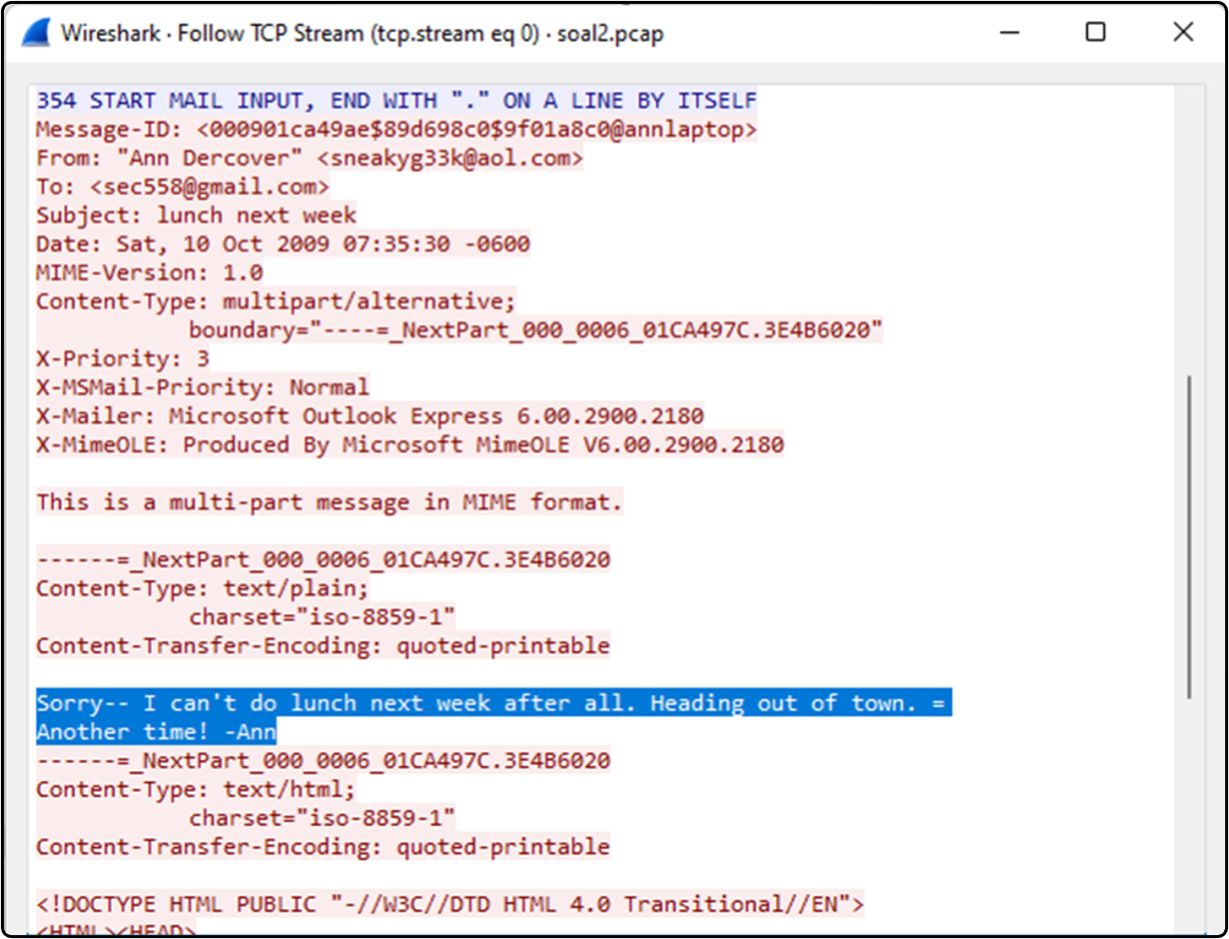 Wireshark · Follow TCP Stream (tcp.stream eq 0) · soal2.pcap
354 START MAIL INPUT, END WITH "." ON A LINE BY ITSELF
Message-ID: <000901ca49ae$89d698c0$9f01a8c0@annlaptop>
From: "Ann Dercover" <sneakyg33k@aol.com>
To: <sec558@gmail.com>
Subject: lunch next week
Date: Sat, 10 Oct 2009 07:35:30 -0600
MIME-Version: 1.0
Content-Type: multipart/alternative;
boundary="----=_NextPart_000_0006_01CA497C.3E4B6020"
X-Priority: 3
X-MSMail-Priority: Normal
X-Mailer: Microsoft Outlook Express 6.00.2900.2180
X-MimeOLE: Produced By Microsoft MimeOLE V6.00.2900.2180
This is a multi-part message in MIME format.
------=_NextPart_000_0006_01CA497C.3E4B6020
Content-Type: text/plain;
charset="iso-8859-1"
Content-Transfer-Encoding: quoted-printable
Sorry-- I can't do lunch next week after all. Heading out of town. =
Another time! -Ann
------=_NextPart_000_0006_01CA497C.3E4B6020
Content-Type: text/html;
charset="iso-8859-1"
Content-Transfer-Encoding: quoted-printable
<!DOCTYPE HTML PUBLIC "-//W3C//DTD HTML 4.0 Transitional//EN">
<HTML><HEAD>